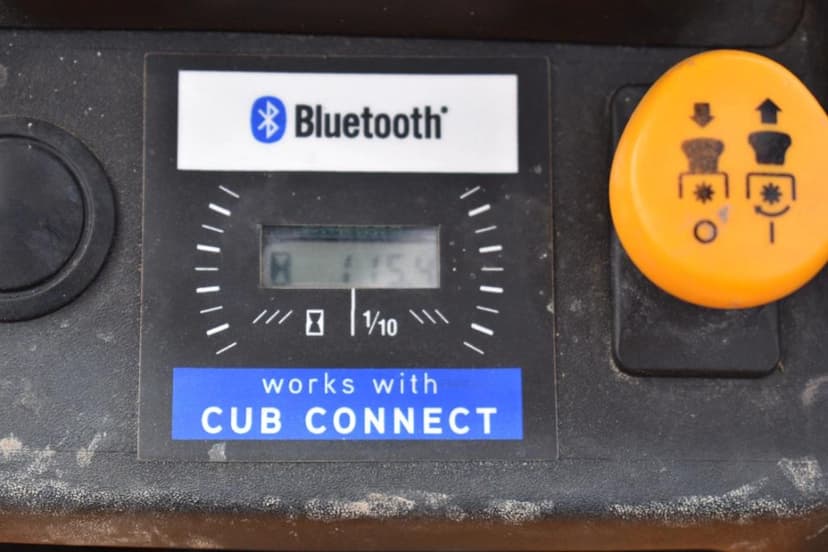 Bluetooth
1/10
works with
CUB CONNECT